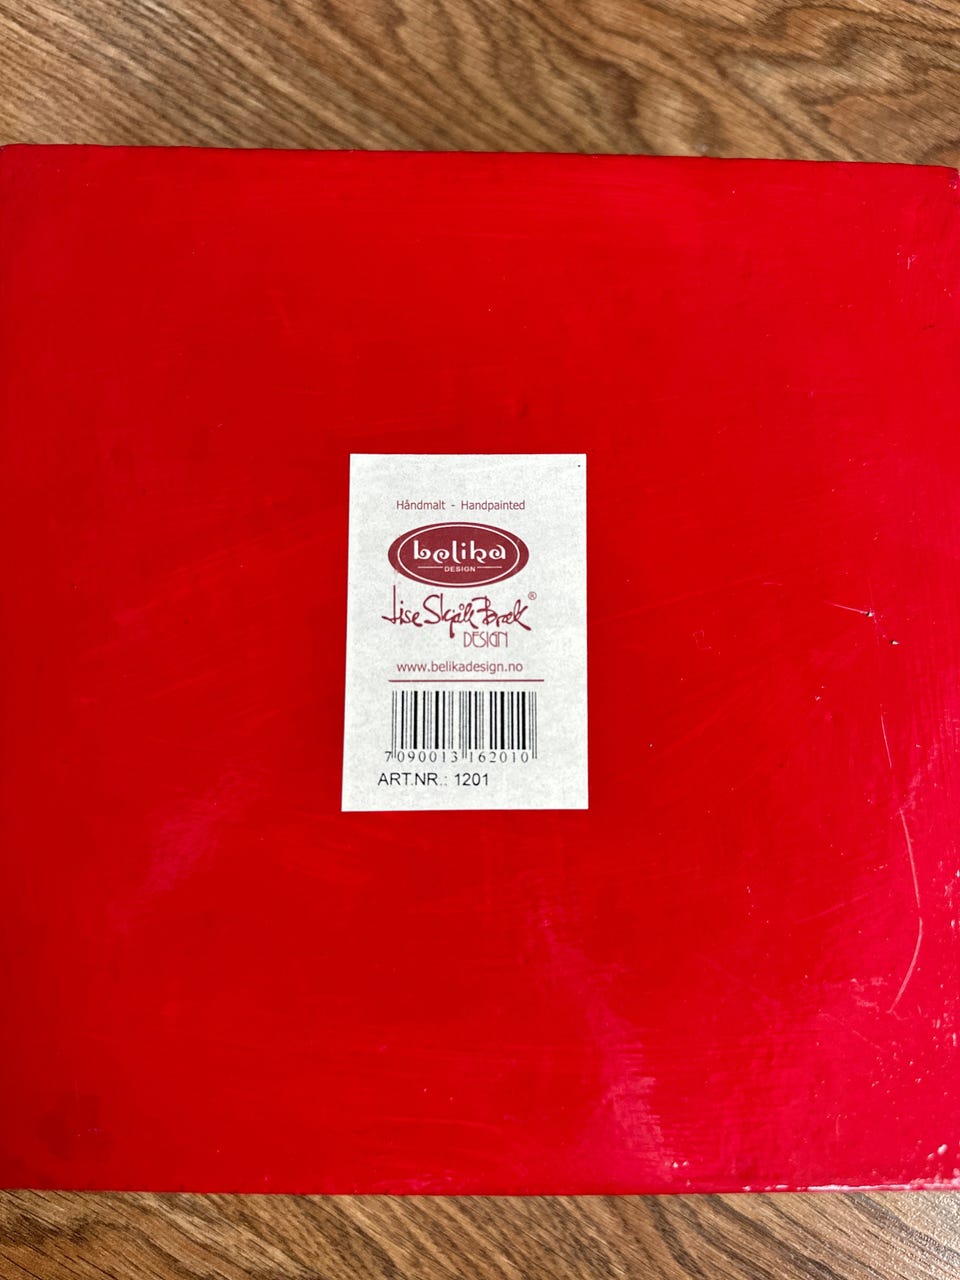 Håndmalt - Handpainted
belika
DESIGN
Lise Skjåk Bræk®
DESIGN
www.belikadesign.no
7 090013 162010
ART.NR.: 1201